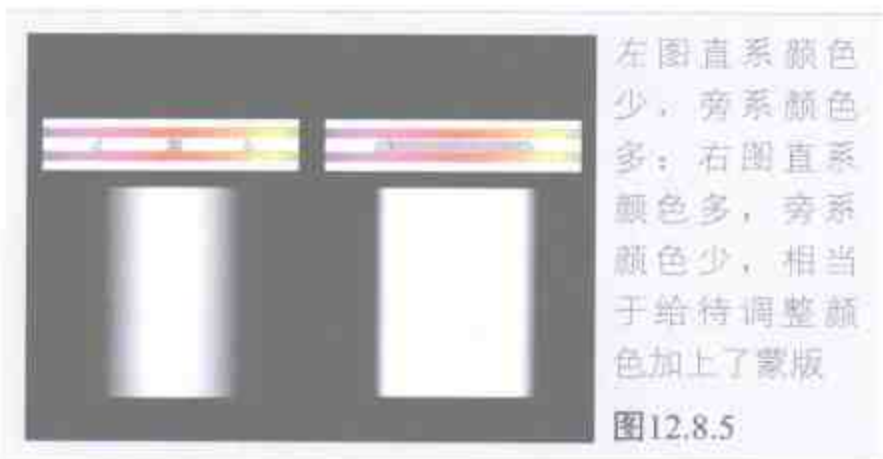 左图直系颜色
少，旁系颜色
多；右图直系
颜色多，旁系
颜色少，相当
于给待调整颜
色加上了蒙版
图12.8.5